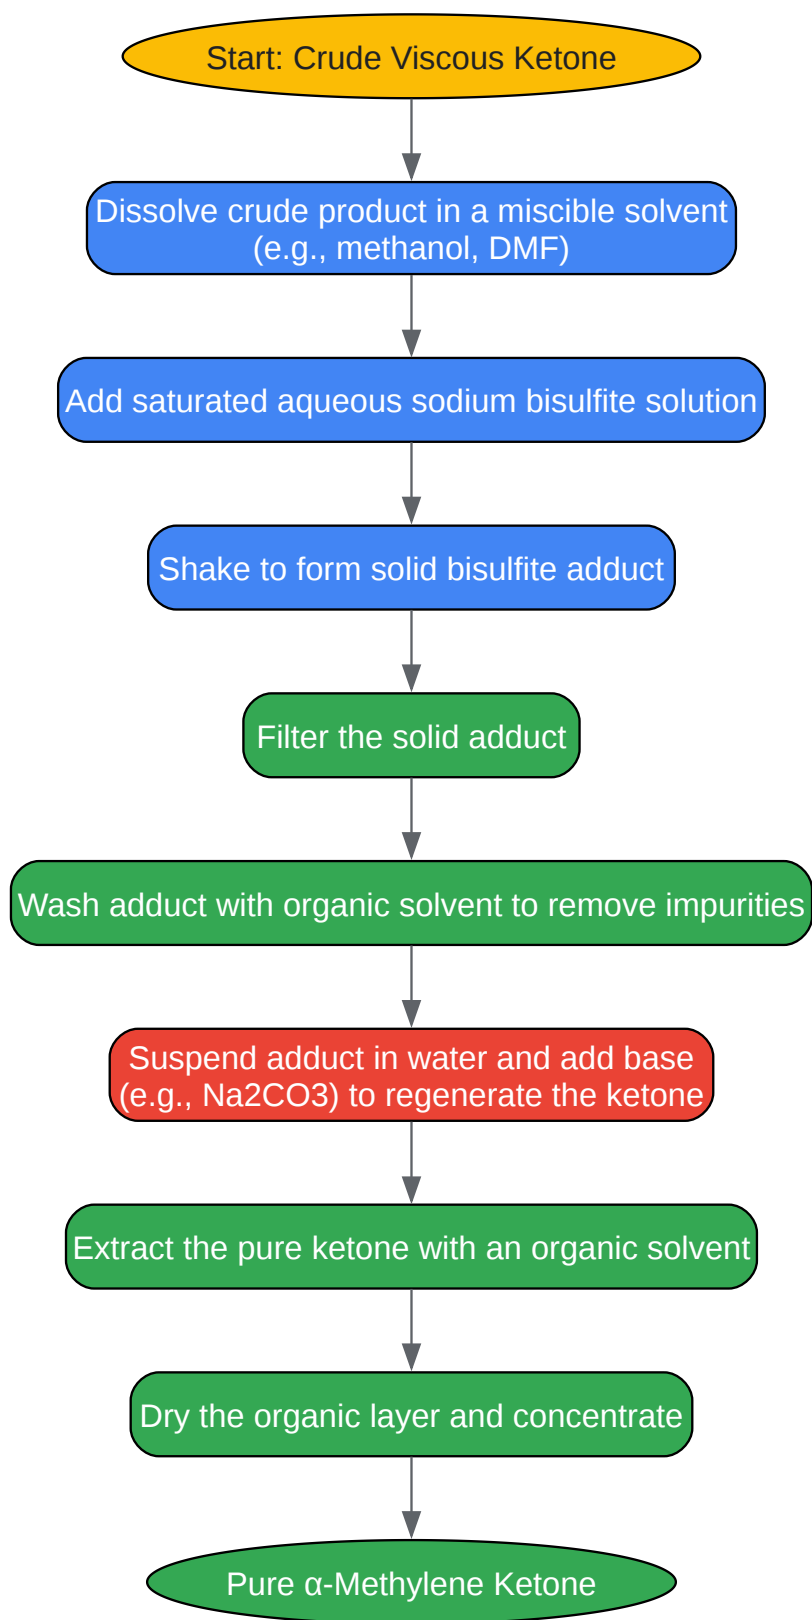 Start: Crude Viscous Ketone
Dissolve crude product in a miscible solvent
(e.g., methanol, DMF)
Add saturated aqueous sodium bisulfite solution
Shake to form solid bisulfite adduct
Filter the solid adduct
Wash adduct with organic solvent to remove impurities
Suspend adduct in water and add base
(e.g., Na2CO3) to regenerate the ketone
Extract the pure ketone with an organic solvent
Dry the organic layer and concentrate
Pure α-Methylene Ketone